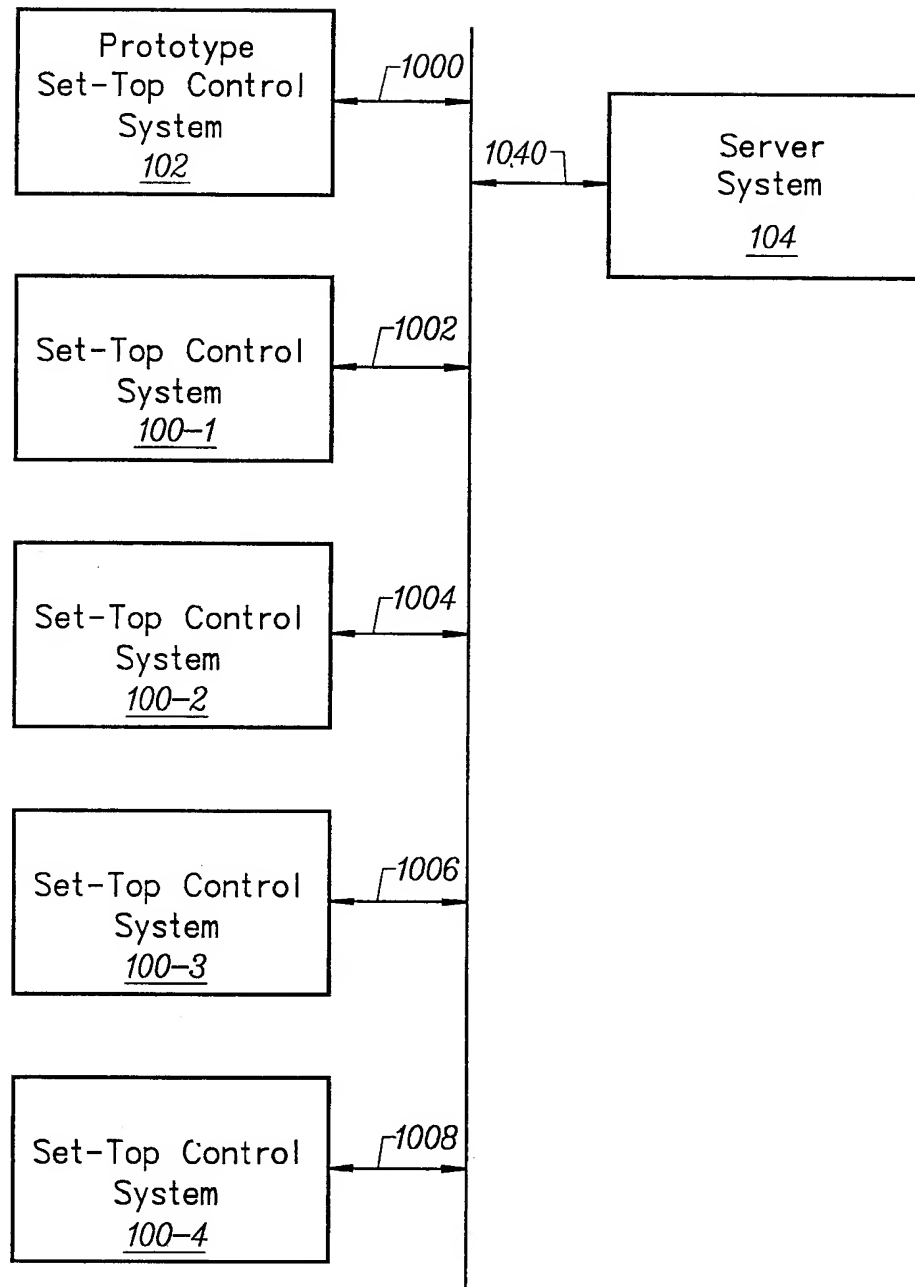 Prototype
Set-Top Control
System
102
1000
1040
Server
System
104
Set-Top Control
System
100-1
1002
Set-Top Control
System
100-2
1004
Set-Top Control
System
100-3
1006
Set-Top Control
System
100-4
1008